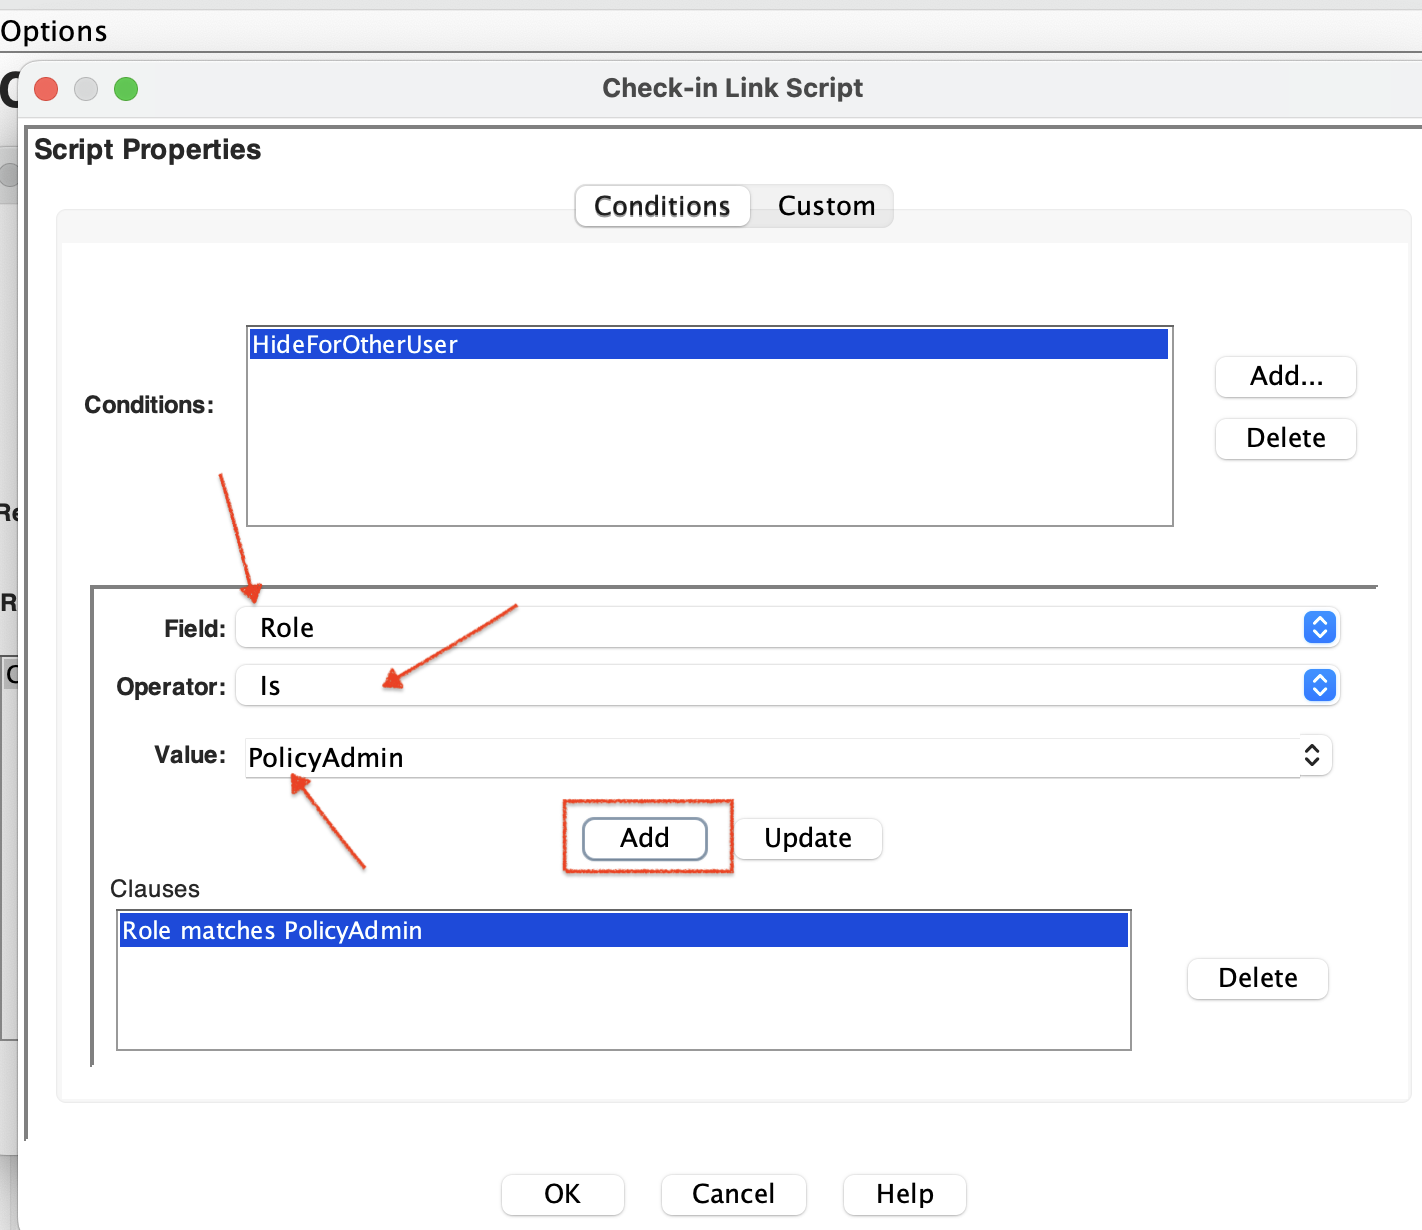 Options
Check-in Link Script
Script Properties
Conditions Custom
HideForOtherUser
Add...
Conditions:
Delete
Field: Role
Operator: Is
Value: PolicyAdmin
Add Update
Clauses
Role matches PolicyAdmin
Delete
OK Cancel Help